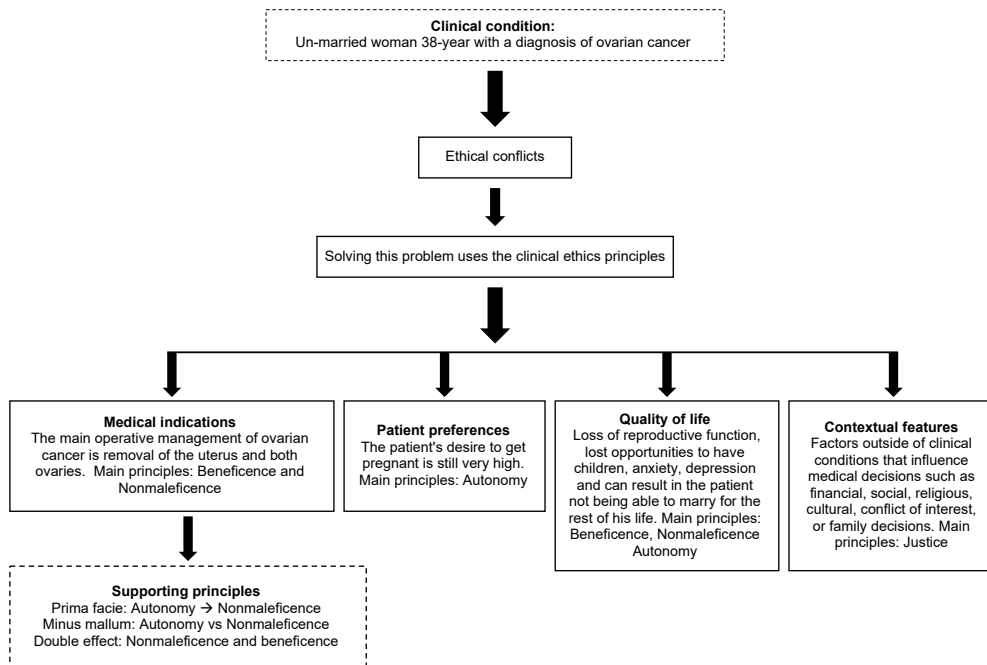 Clinical condition:
Un-married woman 38-year with a diagnosis of ovarian cancer
Ethical conflicts
Solving this problem uses the clinical ethics principles
Medical indications
The main operative management of ovarian
cancer is removal of the uterus and both
ovaries. Main principles: Beneficence and
Nonmaleficence
Patient preferences
The patient's desire to get
pregnant is still very high.
Main principles: Autonomy
Quality of life
Loss of reproductive function,
lost opportunities to have
children, anxiety, depression
and can result in the patient
not being able to marry for the
rest of his life. Main principles:
Beneficence, Nonmaleficence
Autonomy
Contextual features
Factors outside of clinical
conditions that influence
medical decisions such as
financial, social, religious,
cultural, conflict of interest,
or family decisions. Main
principles: Justice
Supporting principles
Prima facie: Autonomy → Nonmaleficence
Minus mallum: Autonomy vs Nonmaleficence
Double effect: Nonmaleficence and beneficence